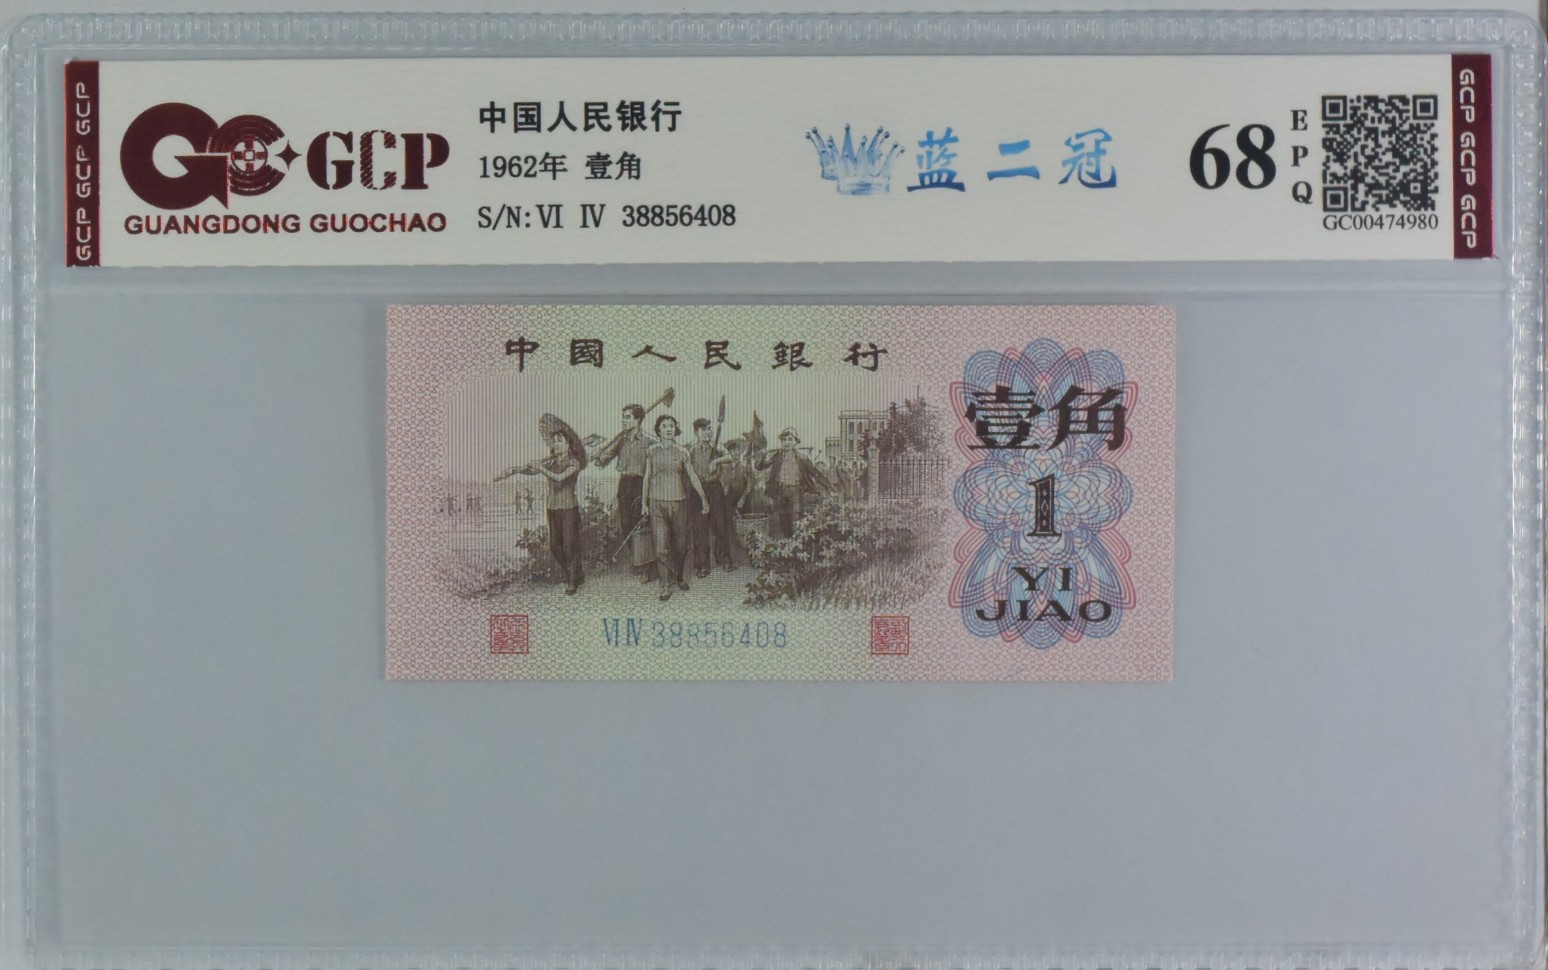 GCP GCP GCP
GCP
GUANGDONG GUOCHAO
中国人民银行
1962年 壹角
S/N: VI IV 38856408
蓝二冠
68
EPQ
GC00474980
GCP GCP GCP
中國人民銀行
壹角
1
YI
JIAO
VI IV 38856408